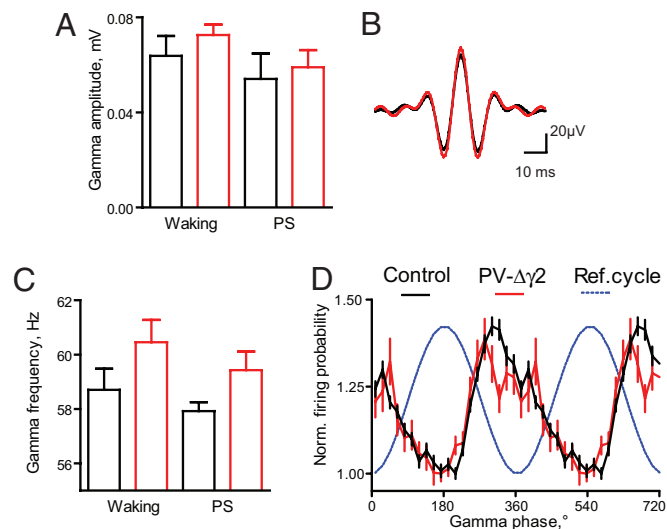 A
Gamma amplitude, mV
0.08
0.04
0.00
Waking PS
B
20µV
10 ms
C
Gamma frequency, Hz
62
60
58
56
Waking PS
D
Control PV-Δγ2 Ref.cycle
Norm. firing probability
1.50
1.25
1.00
0 180 360 540 720
Gamma phase,°